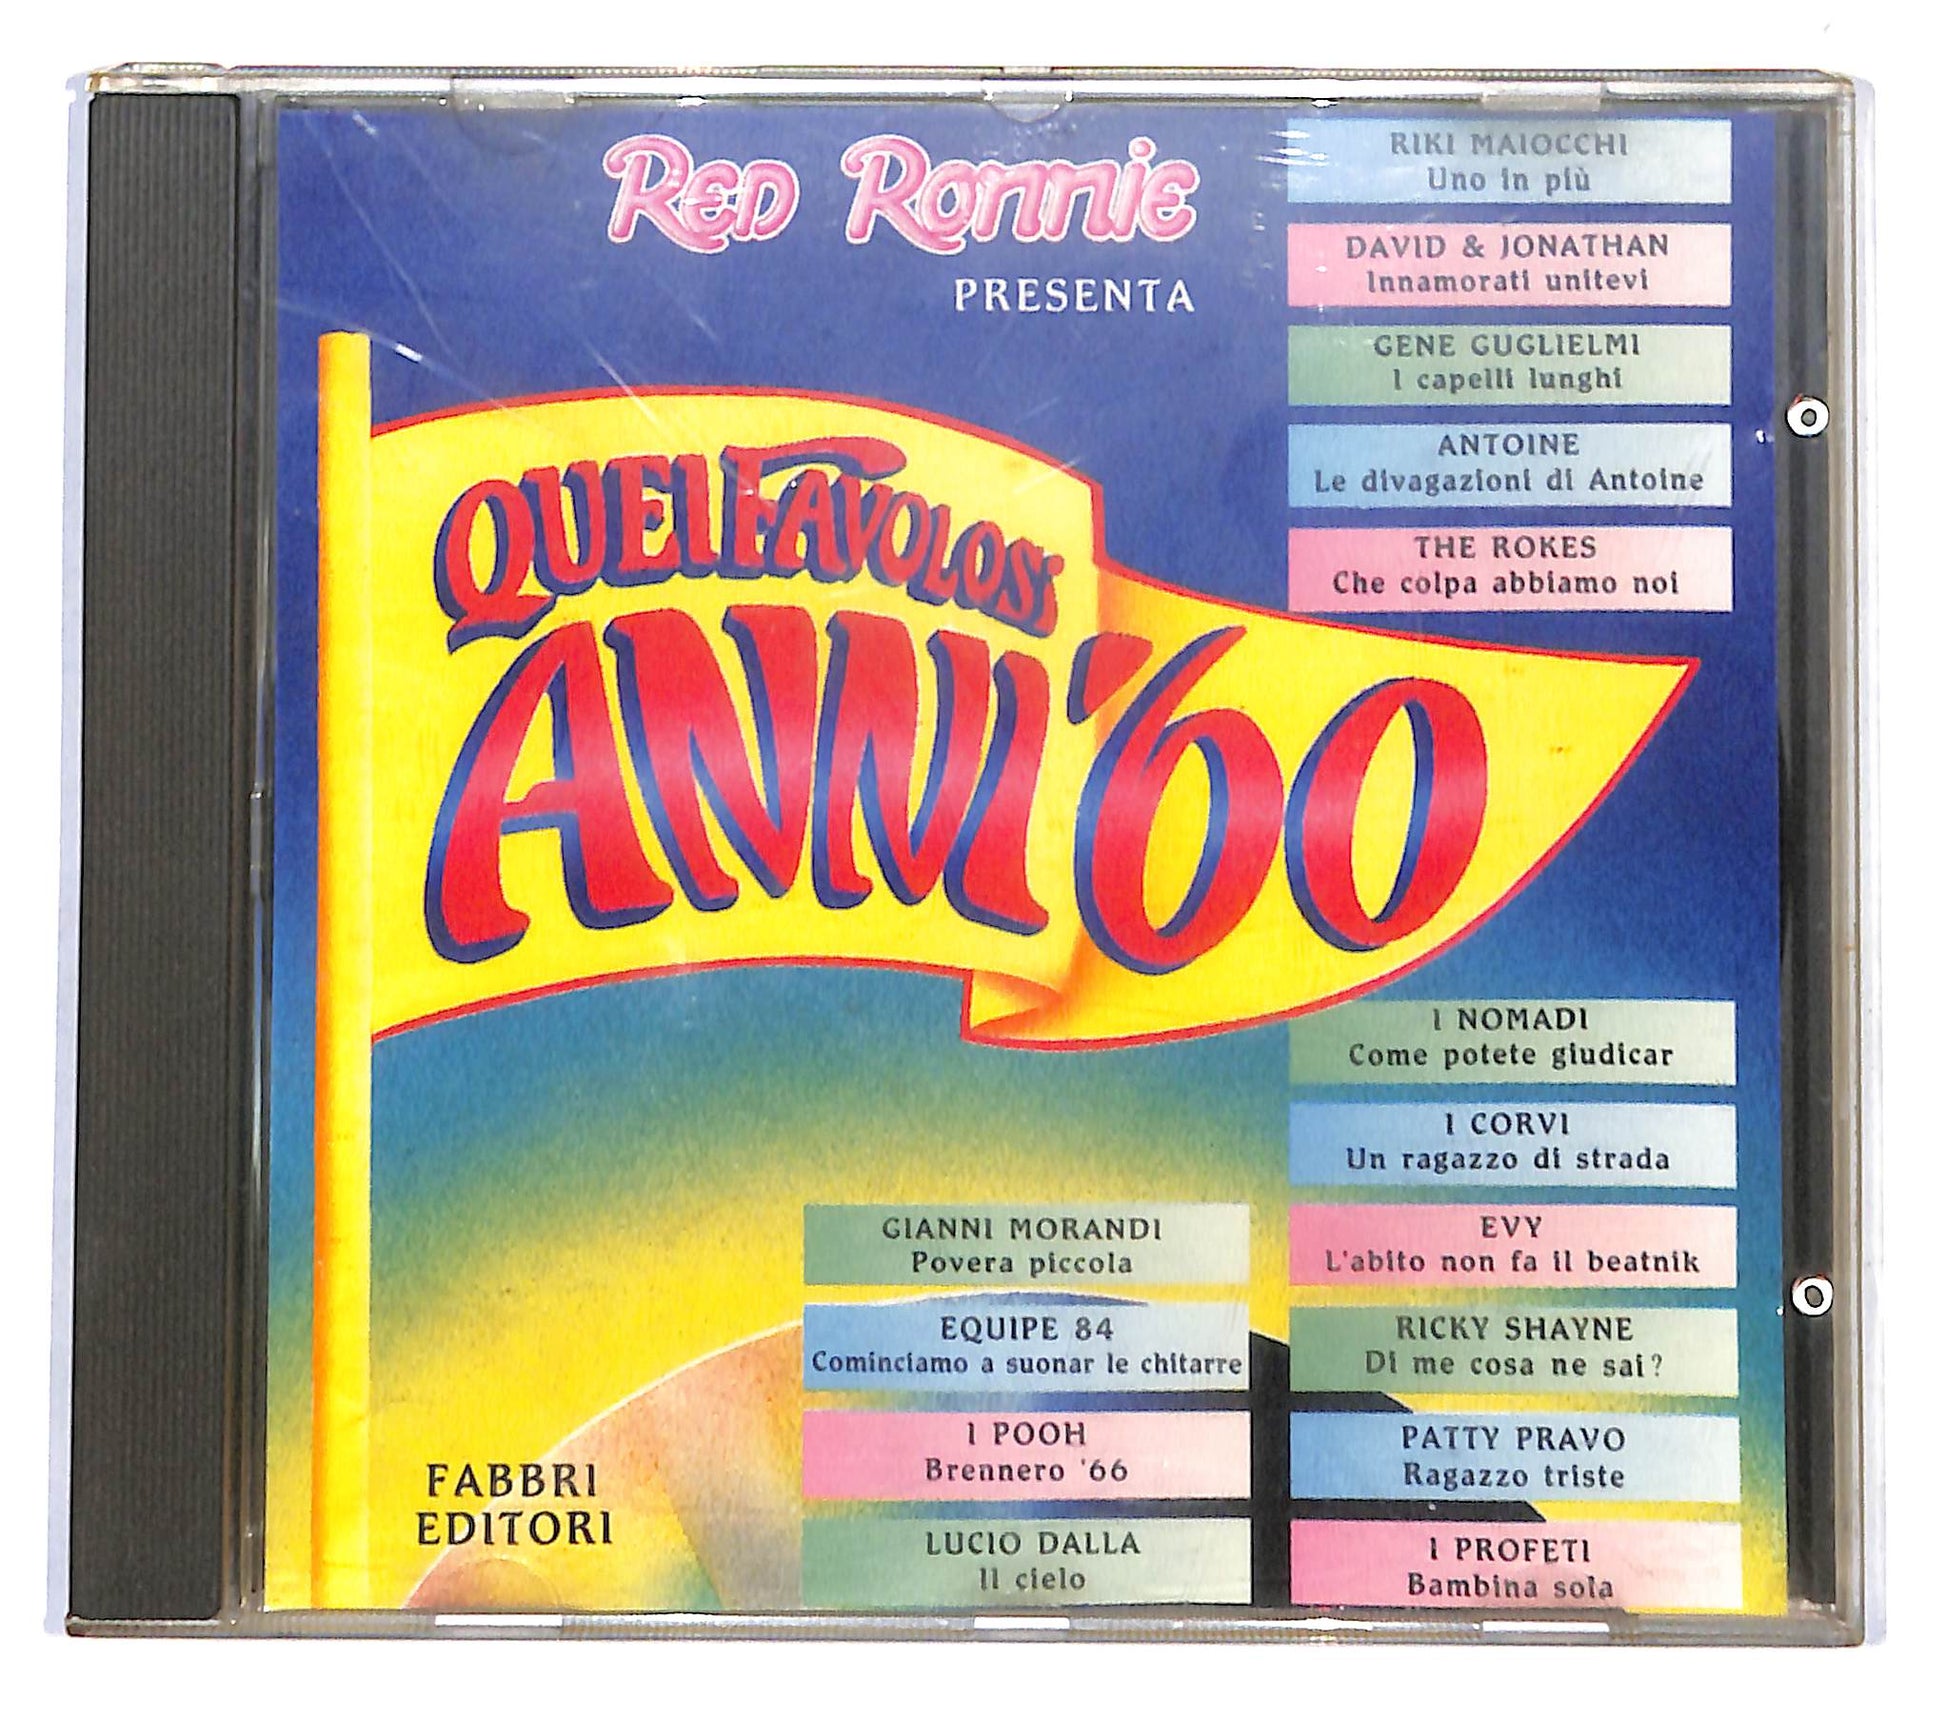 RED RONNIE
PRESENTA
QUEI FAVOLOSI
ANNI '60
RIKI MAIOCCHI
Uno in più
DAVID & JONATHAN
Innamorati unitevi
GENE GUGLIELMI
I capelli lunghi
ANTOINE
Le divagazioni di Antoine
THE ROKES
Che colpa abbiamo noi
I NOMADI
Come potete giudicar
I CORVI
Un ragazzo di strada
EVY
L'abito non fa il beatnik
RICKY SHAYNE
Di me cosa ne sai?
PATTY PRAVO
Ragazzo triste
I PROFETI
Bambina sola
GIANNI MORANDI
Povera piccola
EQUIPE 84
Cominciamo a suonar le chitarre
I POOH
Brennero '66
LUCIO DALLA
Il cielo
FABBRI
EDITORI